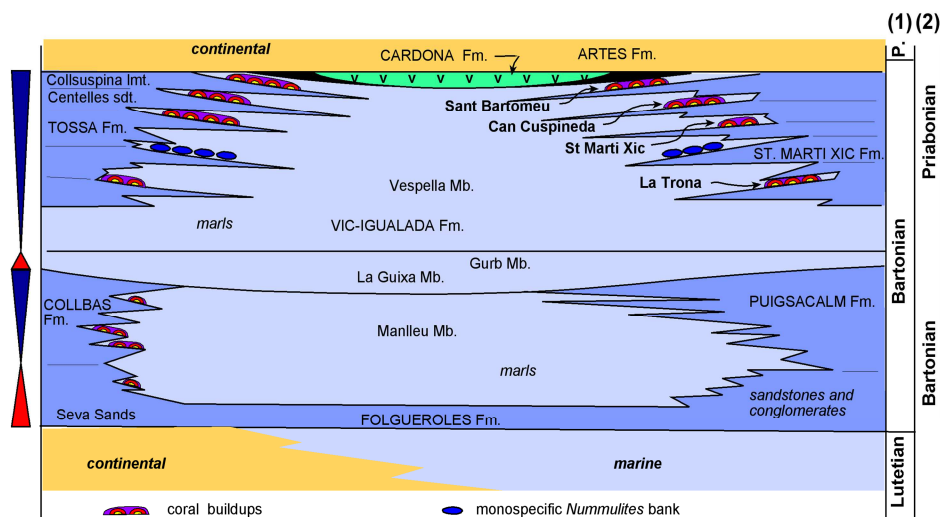 (1) (2)
continental
CARDONA Fm.
ARTES Fm.
P.
Collsuspina lmt.
Centelles sdt.
TOSSA Fm.
V V V V V V V V V
Sant Bartomeu
Can Cuspineda
St Marti Xic
ST. MARTI XIC Fm.
La Trona
Vespella Mb.
marls
VIC-IGUALADA Fm.
Priabonian
Gurb Mb.
La Guixa Mb.
Bartonian
COLLBAS
Fm.
PUIGSACALM Fm.
Manlleu Mb.
marls
sandstones and
conglomerates
Bartonian
Seva Sands
FOLGUEROLES Fm.
continental
marine
Lutetian
coral buildups
monospecific Nummulites bank